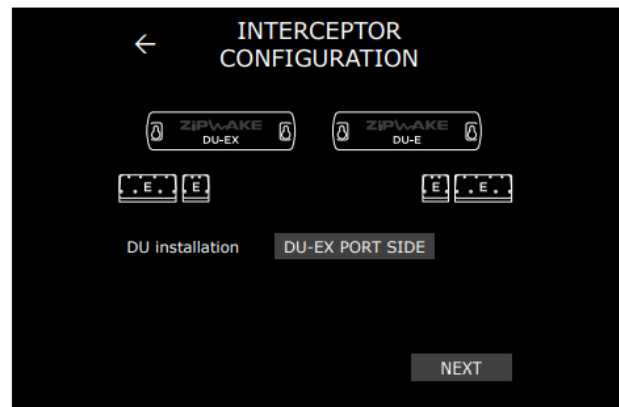 INTERCEPTOR
CONFIGURATION
ZIPWAKE ZIPWAKE
DU-EX DU-E
E E E E
DU installation DU-EX PORT SIDE
NEXT